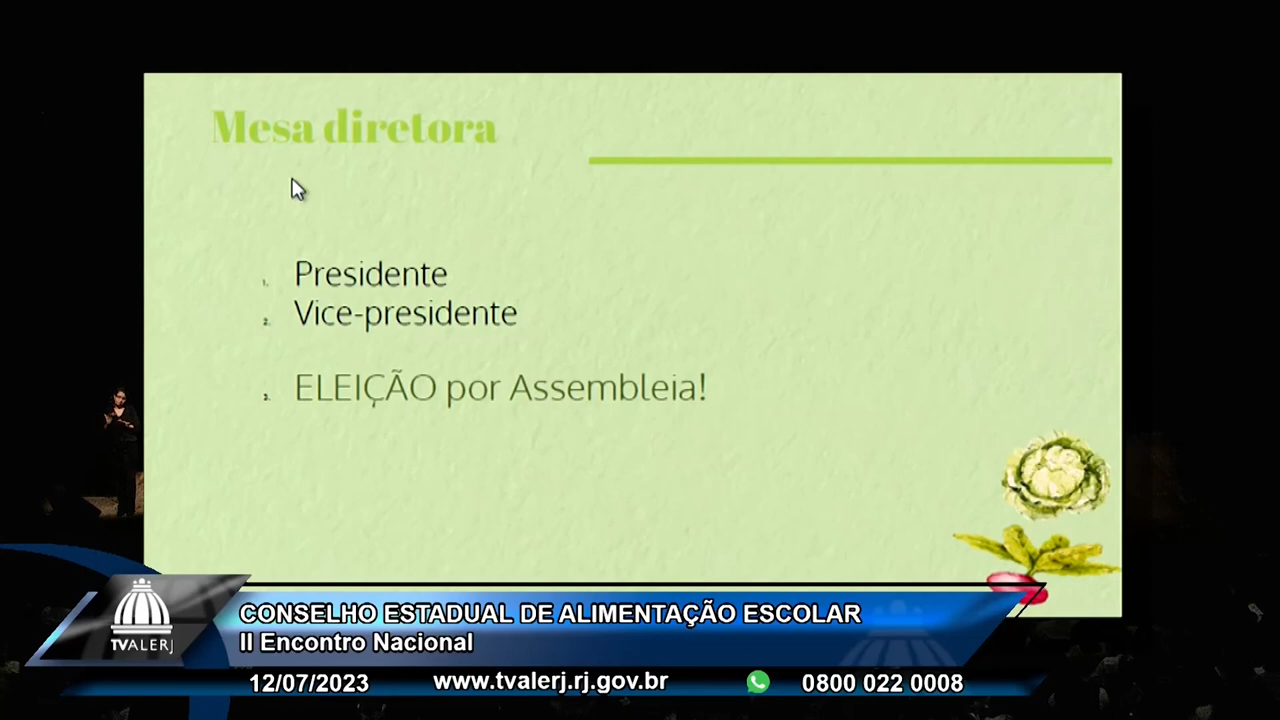 Mesa diretora
1. Presidente
2. Vice-presidente
3. ELEIÇÃO por Assembleia!
CONSELHO ESTADUAL DE ALIMENTAÇÃO ESCOLAR
II Encontro Nacional
TVALERJ
12/07/2023 www.tvalerj.rj.gov.br 0800 022 0008